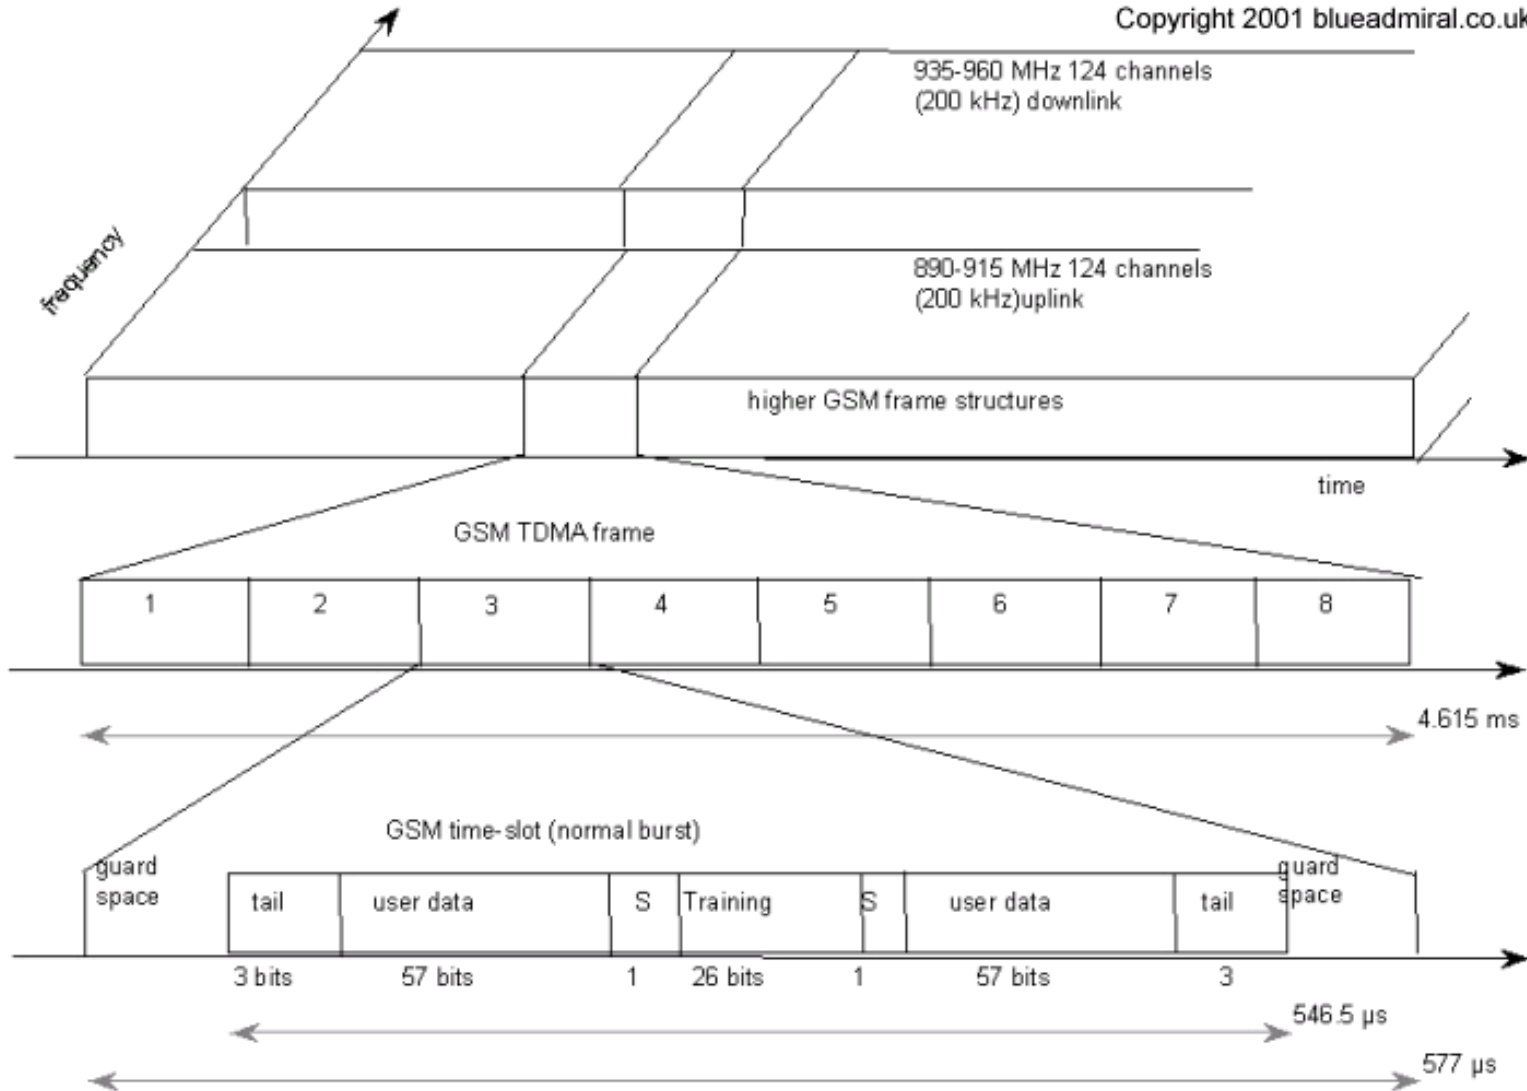 Copyright 2001 blueadmiral.co.uk
935-960 MHz 124 channels
(200 kHz) downlink
frequency
890-915 MHz 124 channels
(200 kHz)uplink
higher GSM frame structures
time
GSM TDMA frame
1 2 3 4 5 6 7 8
4.615 ms
GSM time-slot (normal burst)
guard
space
tail user data S Training S user data tail
guard
space
3 bits 57 bits 1 26 bits 1 57 bits 3
546.5 µs
577 µs